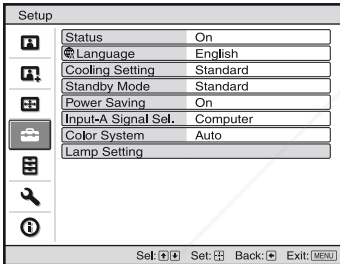 Setup
Status On
Language English
Cooling Setting Standard
Standby Mode Standard
Power Saving On
Input-A Signal Sel. Computer
Color System Auto
Lamp Setting
Sel: Set: Back: Exit: MENU